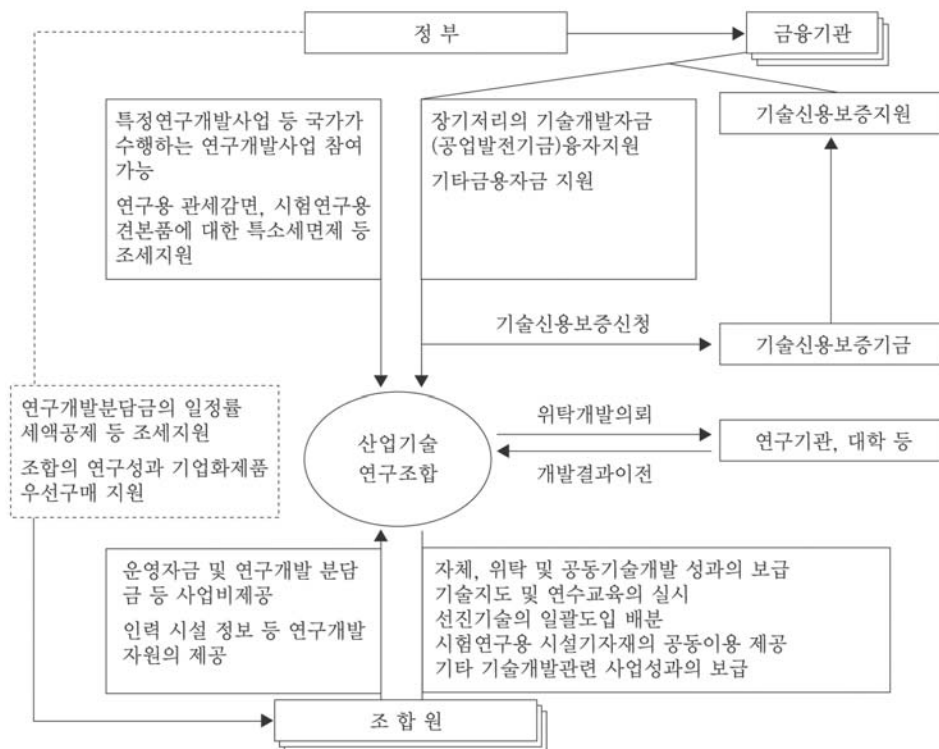 정 부
금융기관
특정연구개발사업 등 국가가
수행하는 연구개발사업 참여
가능
연구용 관세감면, 시험연구용
견본품에 대한 특소세면제 등
조세지원
장기저리의 기술개발자금
(공업발전기금)융자지원
기타금융자금 지원
기술신용보증지원
기술신용보증신청
기술신용보증기금
연구개발분담금의 일정률
세액공제 등 조세지원
조합의 연구성과 기업화제품
우선구매 지원
산업기술
연구조합
위탁개발의뢰
개발결과이전
연구기관, 대학 등
운영자금 및 연구개발 분담
금 등 사업비제공
인력 시설 정보 등 연구개발
자원의 제공
자체, 위탁 및 공동기술개발 성과의 보급
기술지도 및 연수교육의 실시
선진기술의 일괄도입 배분
시험연구용 시설기자재의 공동이용 제공
기타 기술개발관련 사업성과의 보급
조 합 원